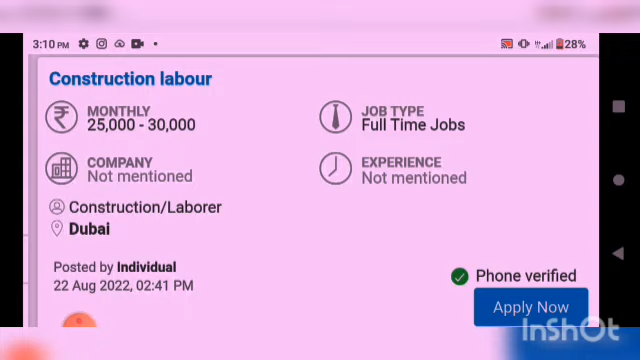 3:10 PM
28%
Construction labour
MONTHLY
25,000 - 30,000
JOB TYPE
Full Time Jobs
COMPANY
Not mentioned
EXPERIENCE
Not mentioned
Construction/Laborer
Dubai
Posted by Individual
22 Aug 2022, 02:41 PM
Phone verified
Apply Now
InShOt